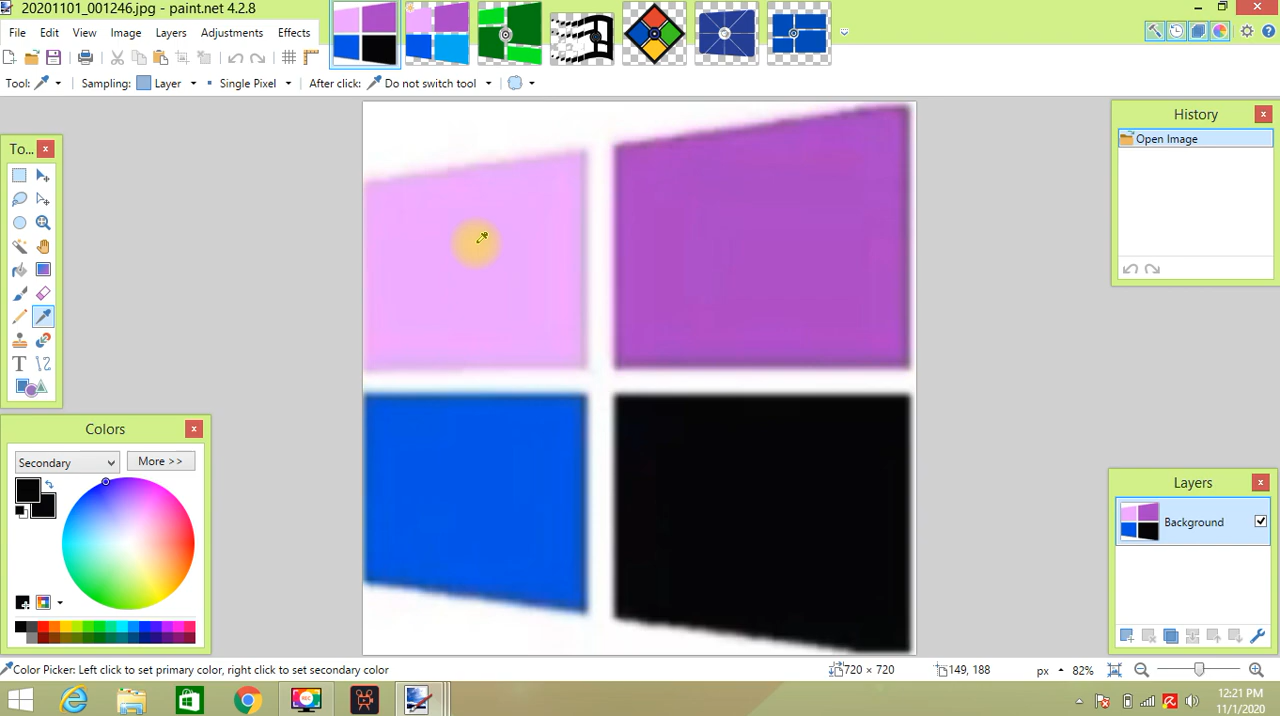 20201101_001246.jpg - paint.net 4.2.8
File Edit View Image Layers Adjustments Effects
Tool: Sampling: Layer Single Pixel After click: Do not switch tool
History
Open Image
To...
Colors
Secondary More >>
Layers
Background
Color Picker: Left click to set primary color, right click to set secondary color 720 × 720 149, 188 px 82%
REC
12:21 PM
11/1/2020